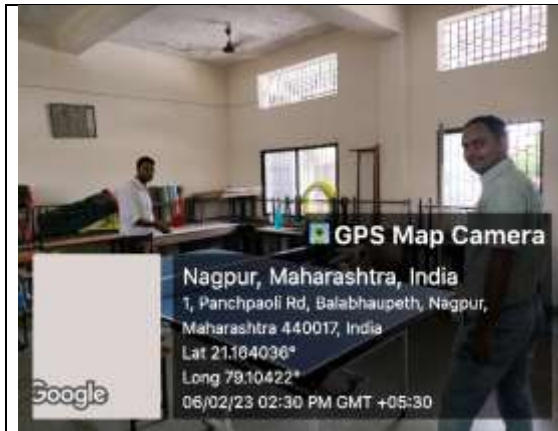 GPS Map Camera
Nagpur, Maharashtra, India
1, Panchpaoli Rd, Balabhaupeth, Nagpur,
Maharashtra 440017, India
Lat 21.164036°
Long 79.10422°
06/02/23 02:30 PM GMT +05:30
Google